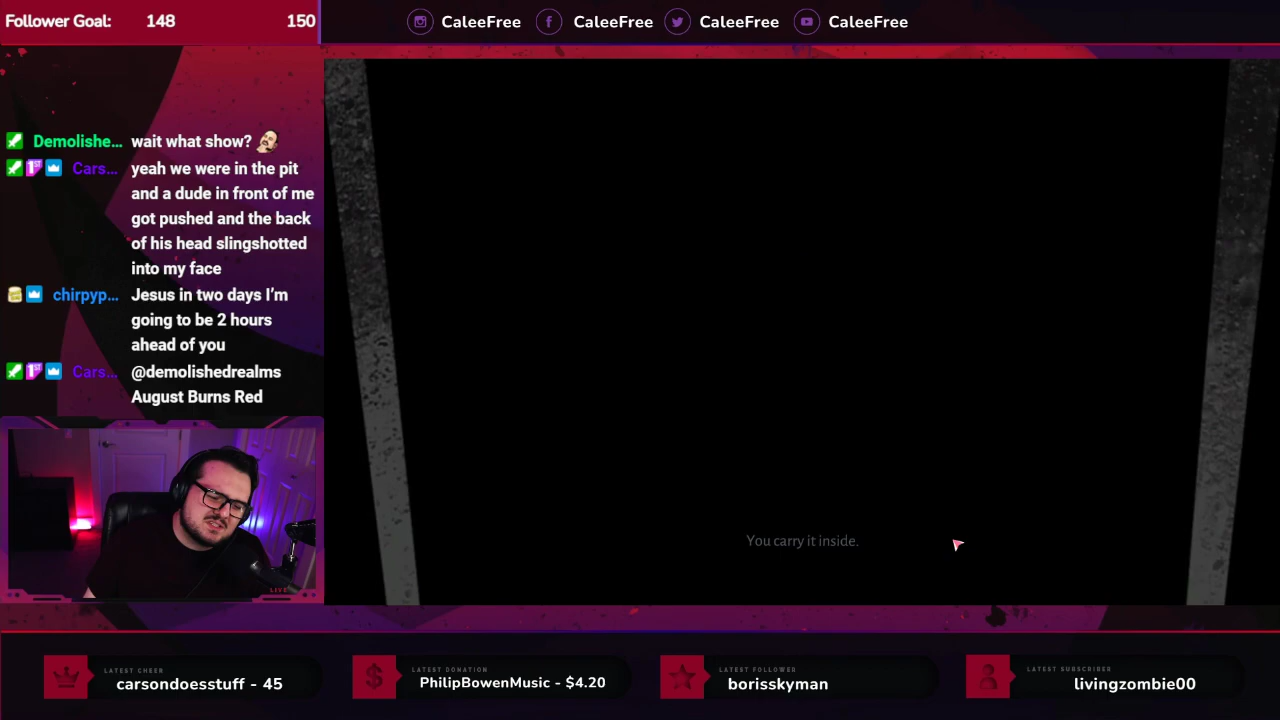 Follower Goal: 148 150
CaleeFree CaleeFree CaleeFree CaleeFree
Demolishe... wait what show?
Cars... yeah we were in the pit
and a dude in front of me
got pushed and the back
of his head slingshotted
into my face
chirpyp... Jesus in two days I'm
going to be 2 hours
ahead of you
Cars... @demolishedrealms
August Burns Red
You carry it inside.
LIVE
LATEST CHEER
carsondoesstuff - 45
LATEST DONATION
PhilipBowenMusic - $4.20
LATEST FOLLOWER
borisskyman
LATEST SUBSCRIBER
livingzombie00